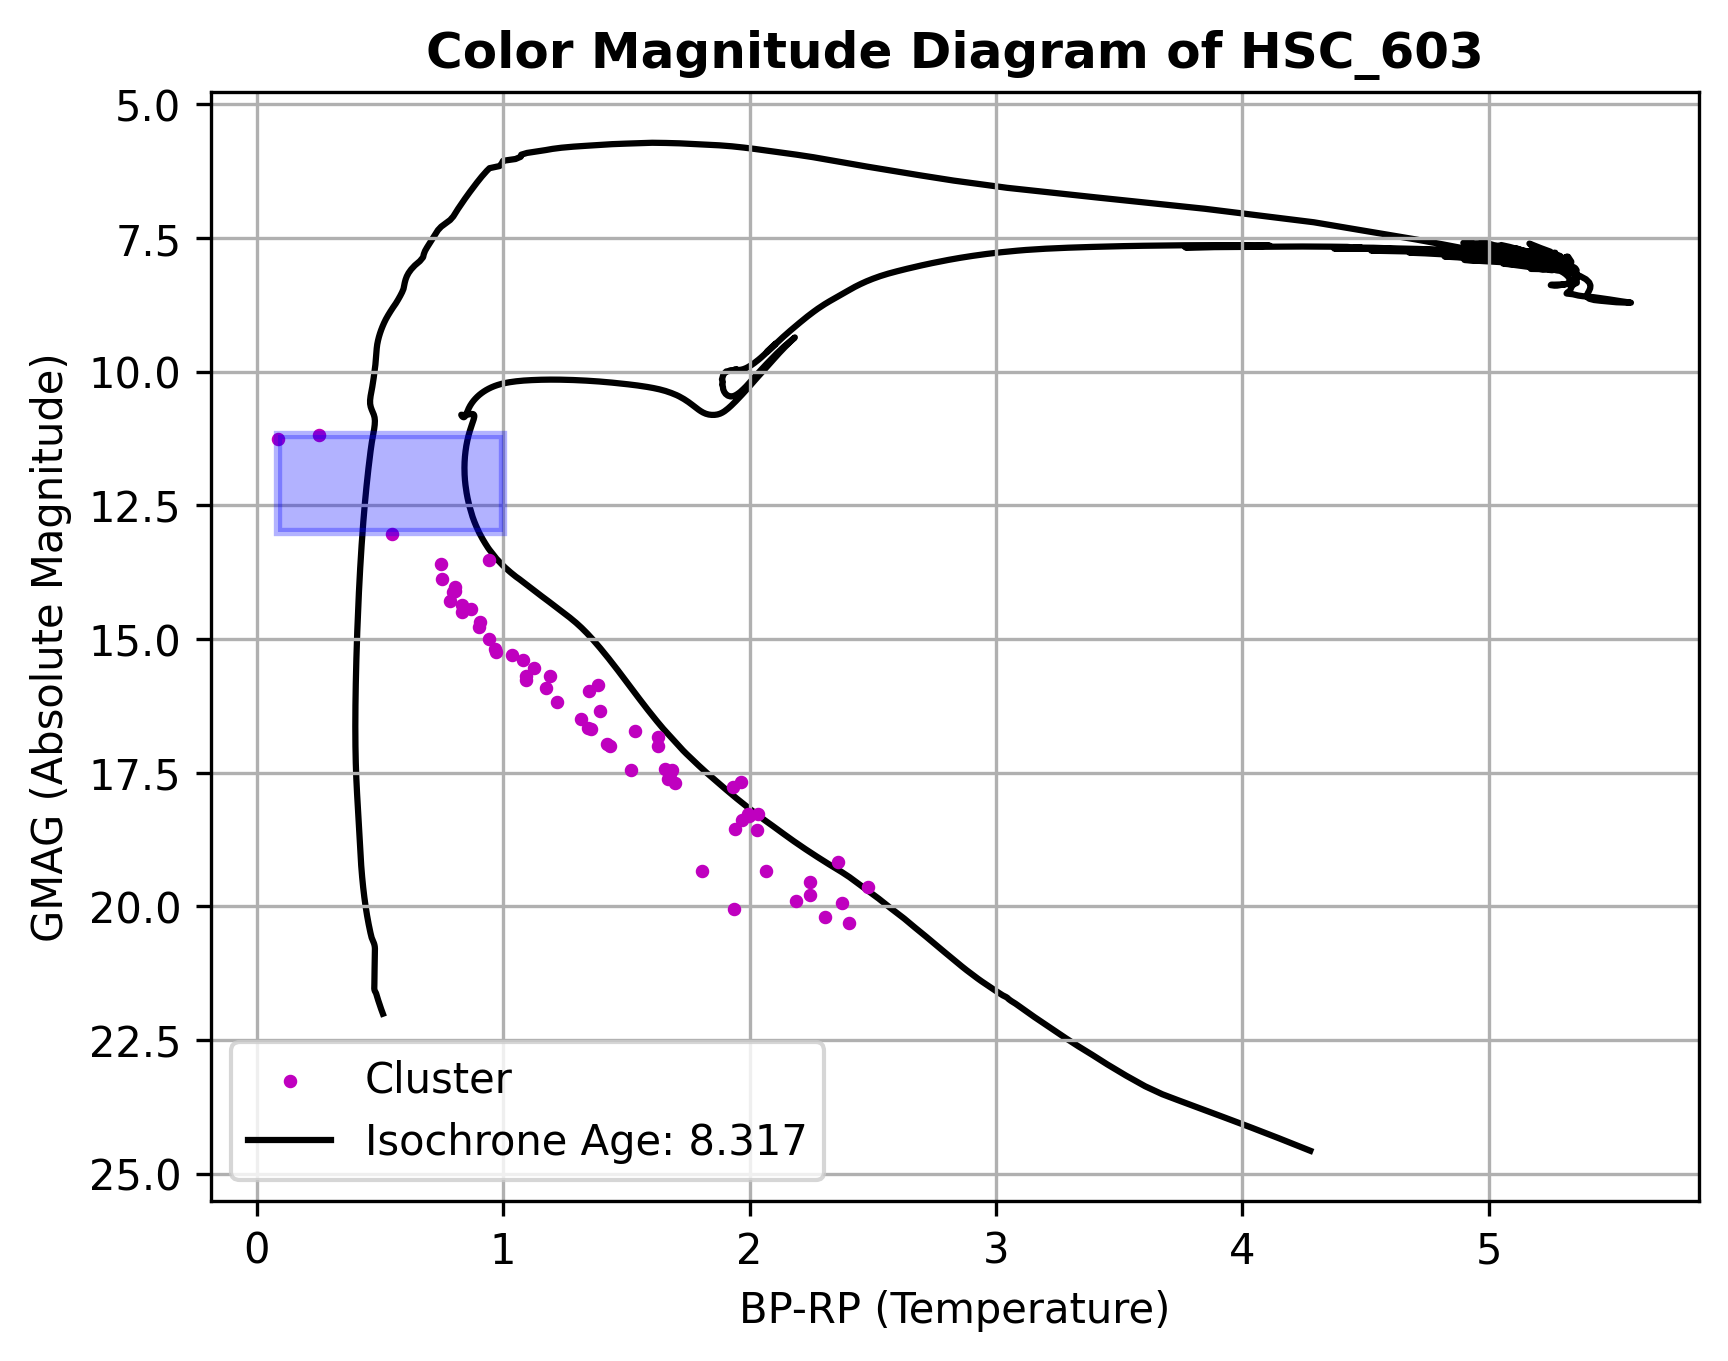 Color Magnitude Diagram of HSC_603
GMAG (Absolute Magnitude)
5.0
7.5
10.0
12.5
15.0
17.5
20.0
22.5
25.0
Cluster
Isochrone Age: 8.317
0 1 2 3 4 5
BP-RP (Temperature)